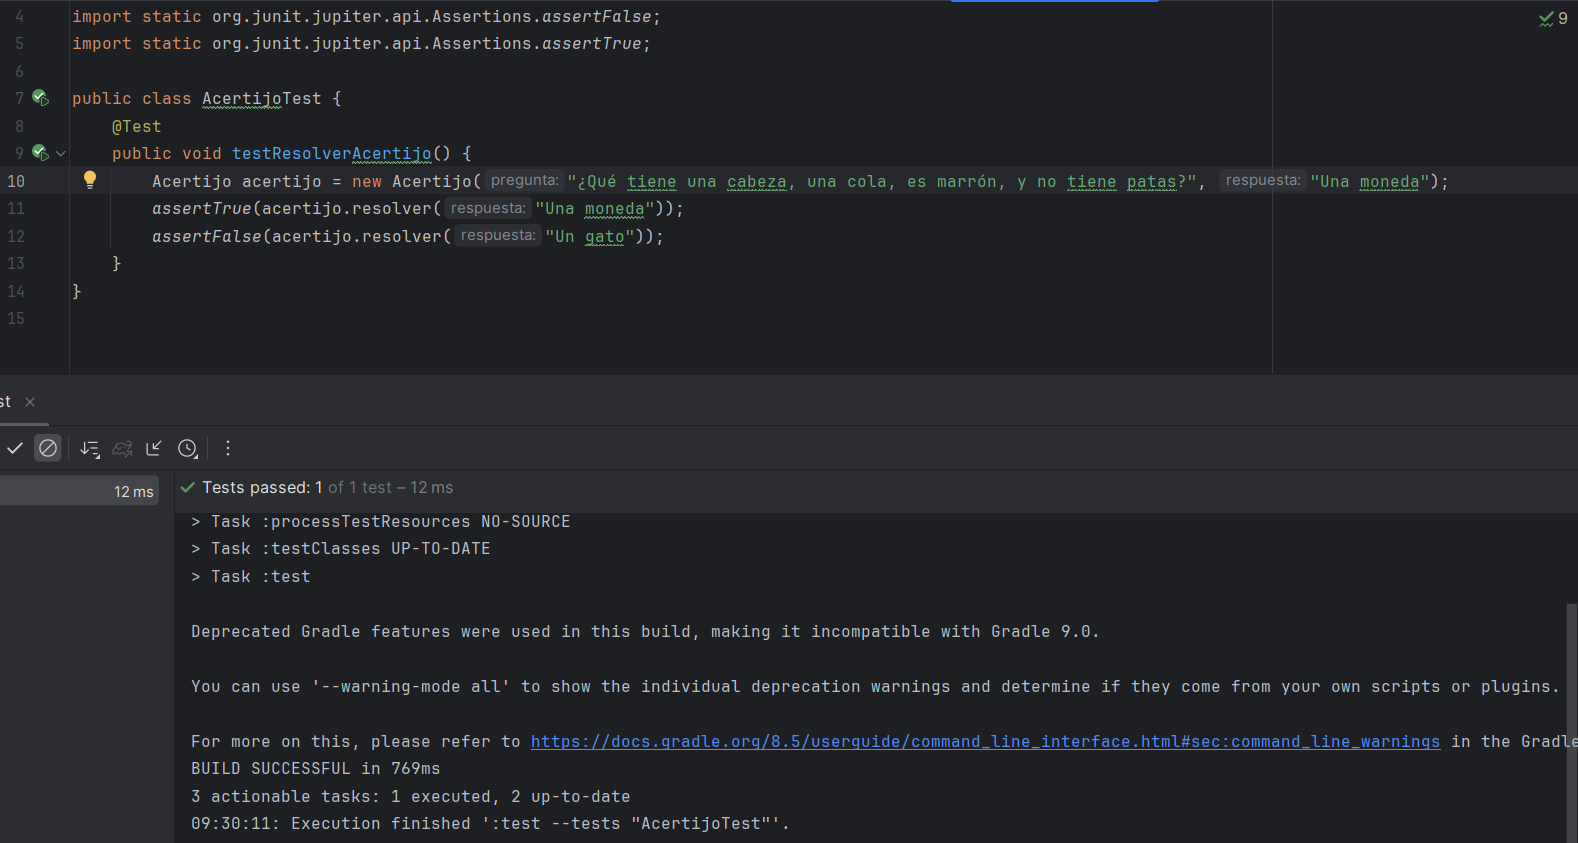 4 import static org.junit.jupiter.api.Assertions.assertFalse;
5 import static org.junit.jupiter.api.Assertions.assertTrue;
6
7 public class AcertijoTest {
8 @Test
9 public void testResolverAcertijo() {
10 Acertijo acertijo = new Acertijo( pregunta: "¿Qué tiene una cabeza, una cola, es marrón, y no tiene patas?", respuesta: "Una moneda");
11 assertTrue(acertijo.resolver( respuesta: "Una moneda"));
12 assertFalse(acertijo.resolver( respuesta: "Un gato"));
13 }
14 }
15
9
st
12 ms
Tests passed: 1 of 1 test – 12 ms
> Task :processTestResources NO-SOURCE
> Task :testClasses UP-TO-DATE
> Task :test
Deprecated Gradle features were used in this build, making it incompatible with Gradle 9.0.
You can use '--warning-mode all' to show the individual deprecation warnings and determine if they come from your own scripts or plugins.
For more on this, please refer to https://docs.gradle.org/8.5/userguide/command_line_interface.html#sec:command_line_warnings in the Gradle
BUILD SUCCESSFUL in 769ms
3 actionable tasks: 1 executed, 2 up-to-date
09:30:11: Execution finished ':test --tests "AcertijoTest"'.